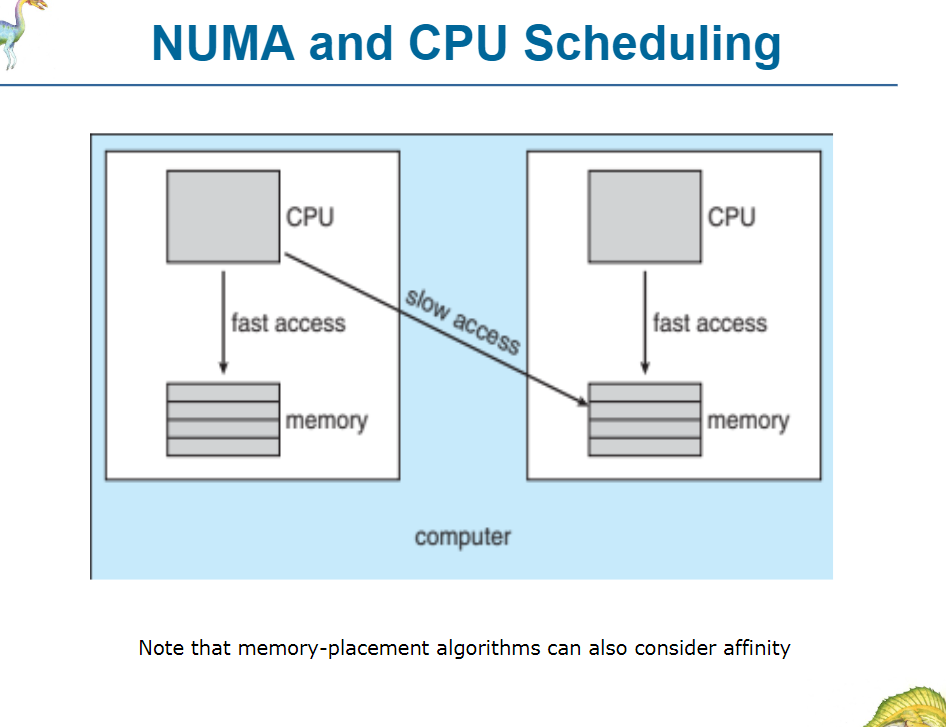 NUMA and CPU Scheduling
CPU
CPU
slow access
fast access
fast access
memory
memory
computer
Note that memory-placement algorithms can also consider affinity